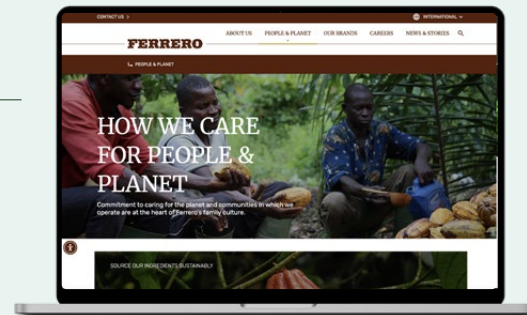 CONTACT US >
INTERNATIONAL
FERRERO
ABOUT US PEOPLE & PLANET OUR BRANDS CAREERS NEWS & STORIES
PEOPLE & PLANET
HOW WE CARE
FOR PEOPLE &
PLANET
Commitment to caring for the planet and communities in which we
operate are at the heart of Ferrero's family culture.
SOURCE OUR INGREDIENTS SUSTAINABLY